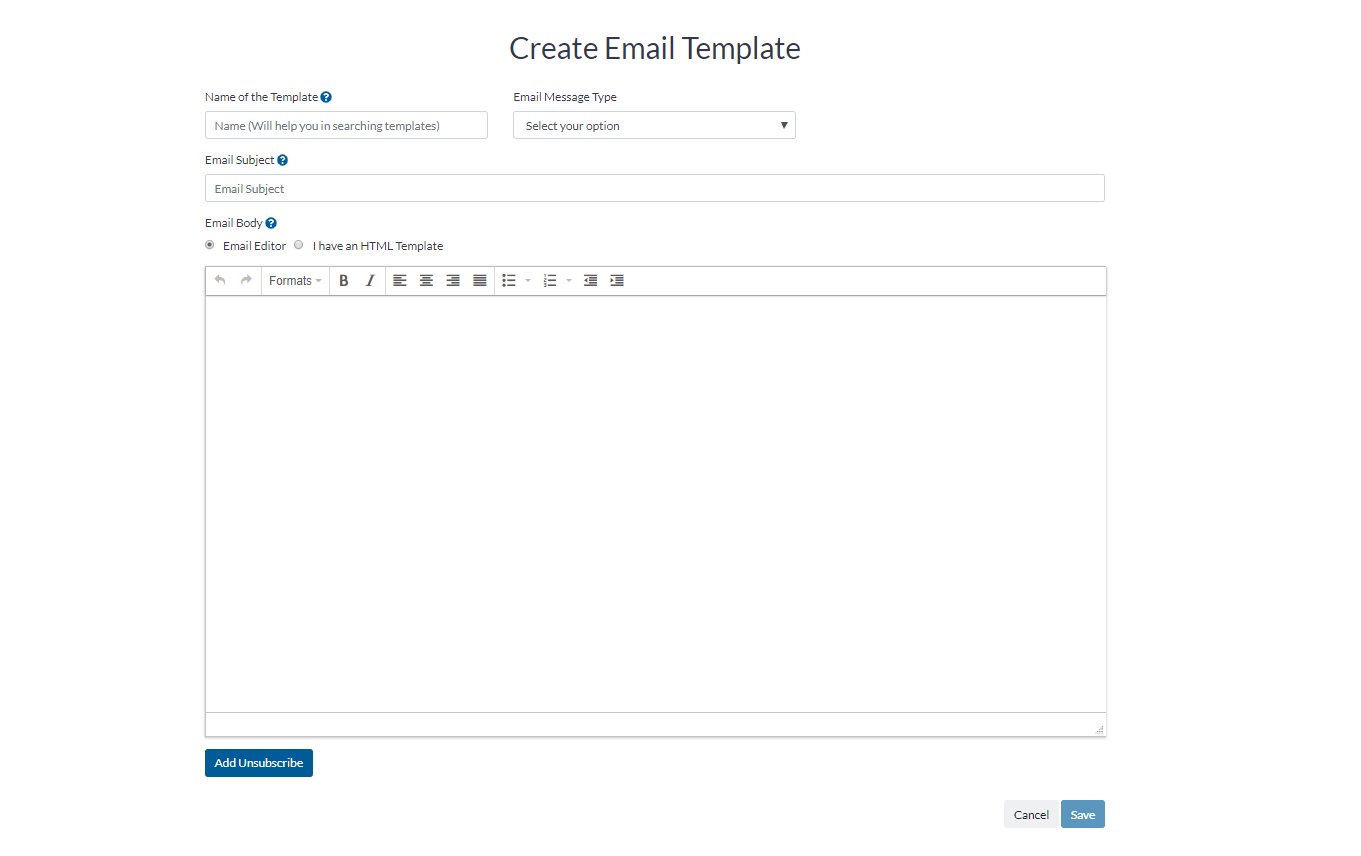 Create Email Template
Name of the Template Email Message Type
Name (Will help you in searching templates) Select your option
Email Subject
Email Subject
Email Body
Email Editor I have an HTML Template
Formats B I
Add Unsubscribe
Cancel Save